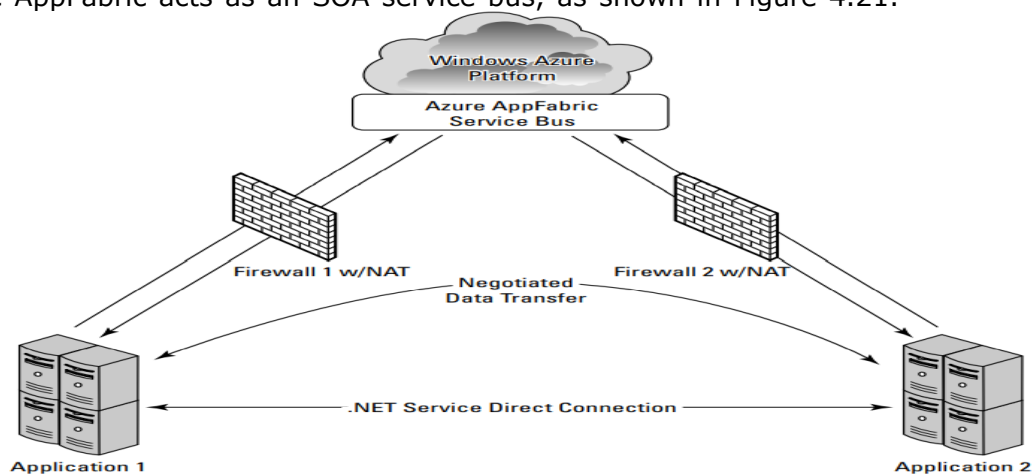 AppFabric acts as an SOA service bus, as shown in Figure 4.21.
Windows Azure
Platform
Azure AppFabric
Service Bus
Firewall 1 w/NAT
Firewall 2 w/NAT
Negotiated
Data Transfer
.NET Service Direct Connection
Application 1
Application 2